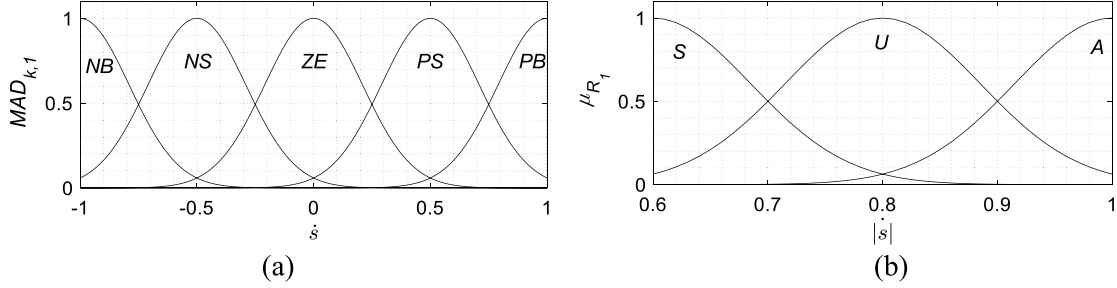 MAD_{k,1}
1
0.5
0
NB NS ZE PS PB
-1 -0.5 0 0.5 1
ṡ
(a)
μ_{R_1}
1
0.5
0
S U A
0.6 0.7 0.8 0.9 1
|ṡ|
(b)